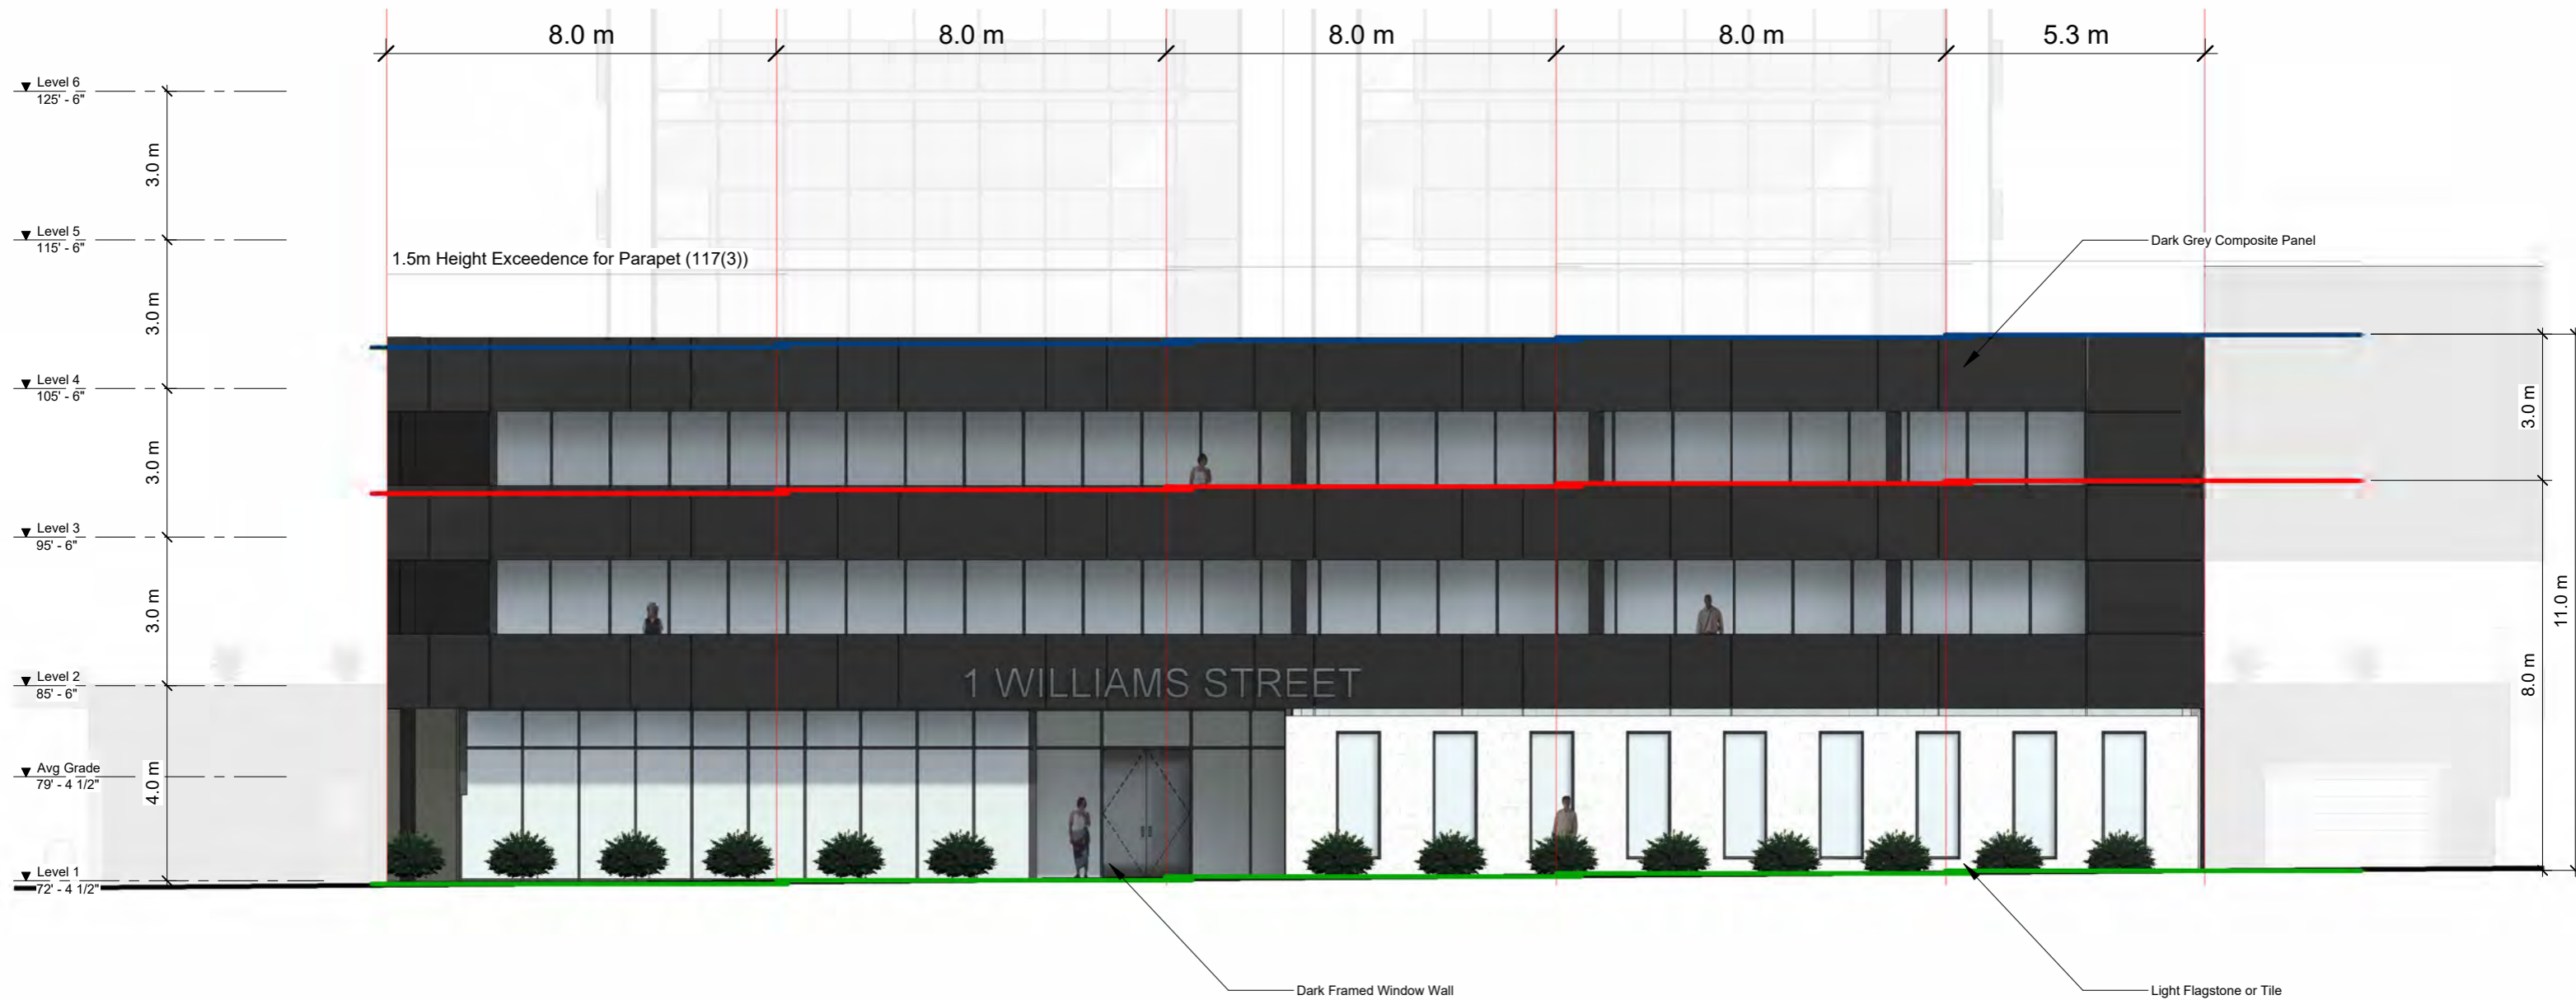 8.0 m
8.0 m
8.0 m
8.0 m
5.3 m
Level 6
125' - 6"
3.0 m
Level 5
115' - 6"
1.5m Height Exceedence for Parapet (117(3))
Dark Grey Composite Panel
3.0 m
Level 4
105' - 6"
3.0 m
3.0 m
Level 3
95' - 6"
3.0 m
11.0 m
8.0 m
Level 2
85' - 6"
1 WILLIAMS STREET
Avg Grade
79' - 4 1/2"
4.0 m
Level 1
72' - 4 1/2"
Dark Framed Window Wall
Light Flagstone or Tile